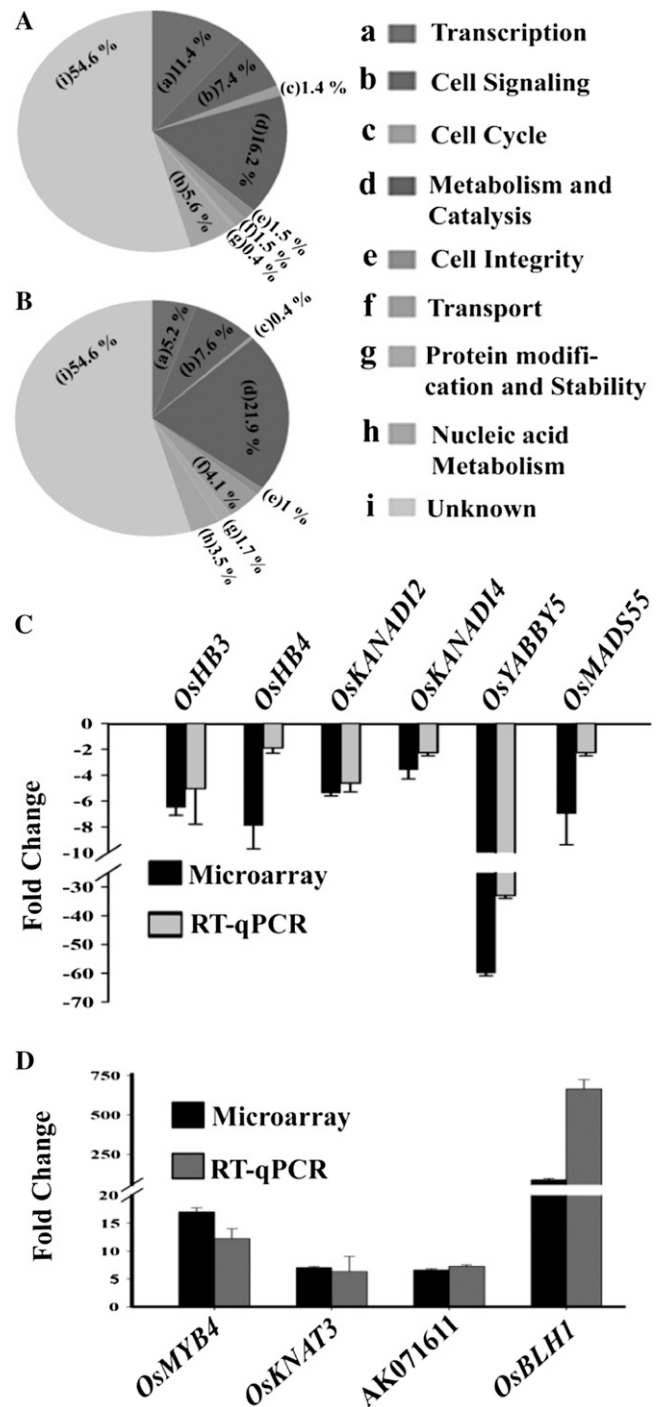 A
(a)11.4 %
(b)7.4 %
(c)1.4 %
(d)16.2 %
(e)1.5 %
(f)1.5 %
(g)0.4 %
(h)5.6 %
(i)54.6 %
a Transcription
b Cell Signaling
c Cell Cycle
d Metabolism and
Catalysis
e Cell Integrity
f Transport
g Protein modifi-
cation and Stability
h Nucleic acid
Metabolism
i Unknown
B
(a)5.2 %
(b)7.6 %
(c)0.4 %
(d)21.9 %
(e)1 %
(f)4.1 %
(g)1.7 %
(h)3.5 %
(i)54.6 %
C
OsHB3
OsHB4
OsKANADI2
OsKANADI4
OsYABBY5
OsMADS55
Fold Change
0
-2
-4
-6
-8
-10
-30
-40
-50
-60
-70
Microarray
RT-qPCR
D
Fold Change
750
500
250
20
15
10
5
0
Microarray
RT-qPCR
OsMYB4
OsKNAT3
AK071611
OsBLH1